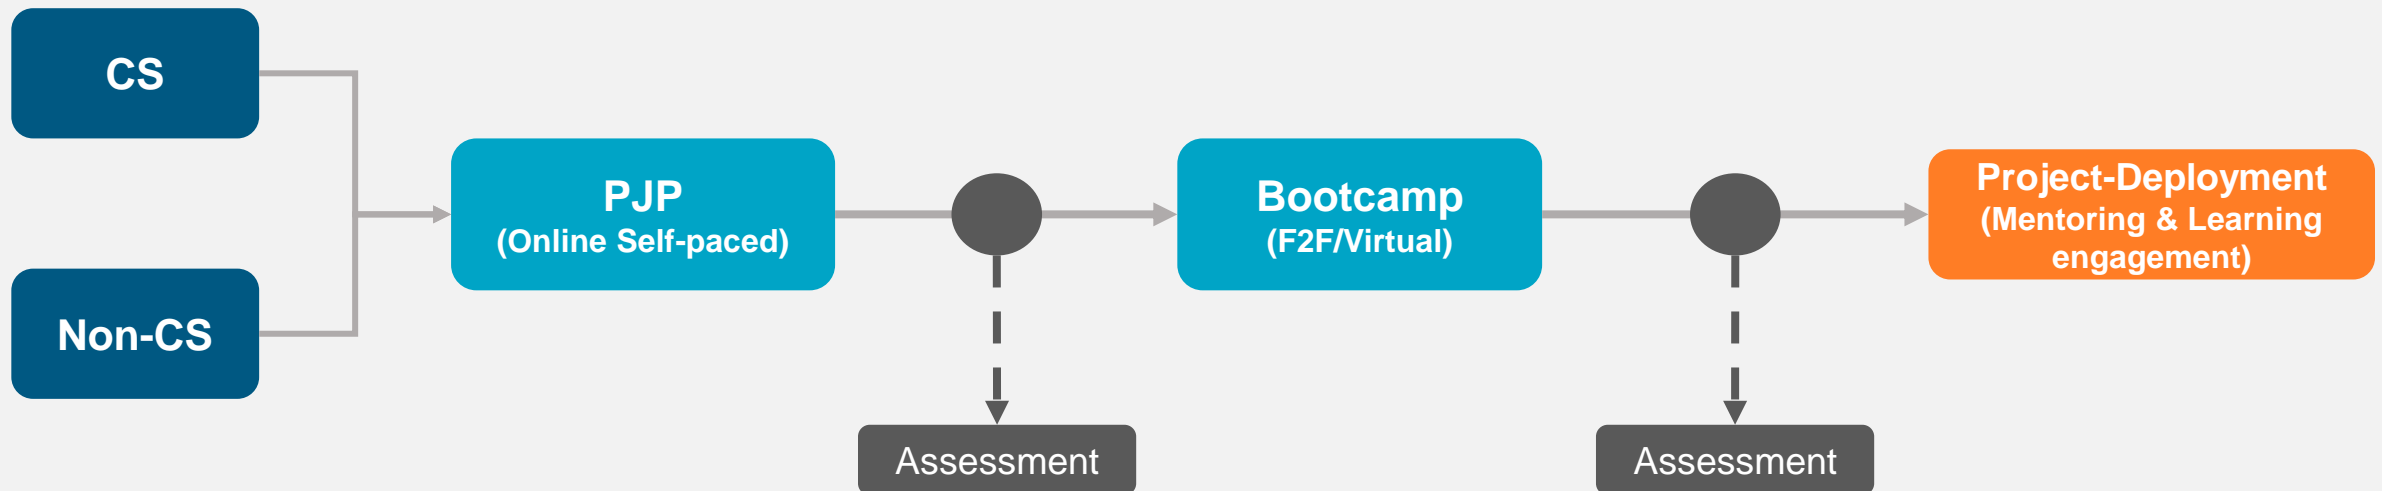 CS
Non-CS
PJP
(Online Self-paced)
Assessment
Bootcamp
(F2F/Virtual)
Assessment
Project-Deployment
(Mentoring & Learning
engagement)